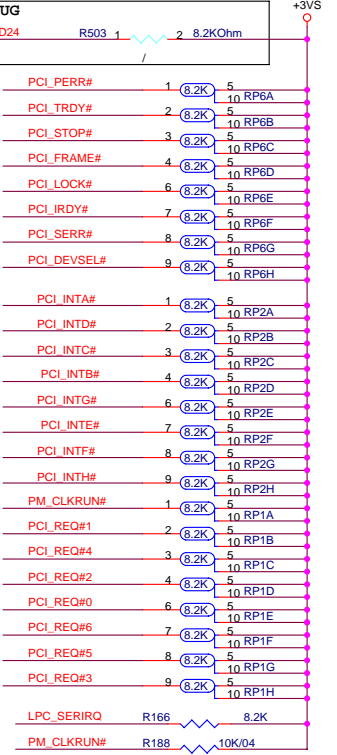 +3VS
UG
D24 R503 1 2 8.2KOhm
/
PCI_PERR# 1 8.2K 5
10 RP6A
PCI_TRDY# 2 8.2K 5
10 RP6B
PCI_STOP# 3 8.2K 5
10 RP6C
PCI_FRAME# 4 8.2K 5
10 RP6D
PCI_LOCK# 6 8.2K 5
10 RP6E
PCI_IRDY# 7 8.2K 5
10 RP6F
PCI_SERR# 8 8.2K 5
10 RP6G
PCI_DEVSEL# 9 8.2K 5
10 RP6H
PCI_INTA# 1 8.2K 5
10 RP2A
PCI_INTD# 2 8.2K 5
10 RP2B
PCI_INTC# 3 8.2K 5
10 RP2C
PCI_INTB# 4 8.2K 5
10 RP2D
PCI_INTG# 6 8.2K 5
10 RP2E
PCI_INTE# 7 8.2K 5
10 RP2F
PCI_INTF# 8 8.2K 5
10 RP2G
PCI_INTH# 9 8.2K 5
10 RP2H
PM_CLKRUN# 1 8.2K 5
10 RP1A
PCI_REQ#1 2 8.2K 5
10 RP1B
PCI_REQ#4 3 8.2K 5
10 RP1C
PCI_REQ#2 4 8.2K 5
10 RP1D
PCI_REQ#0 6 8.2K 5
10 RP1E
PCI_REQ#6 7 8.2K 5
10 RP1F
PCI_REQ#5 8 8.2K 5
10 RP1G
PCI_REQ#3 9 8.2K 5
10 RP1H
LPC_SERIRQ R166 8.2K
PM_CLKRUN# R188 10K/04